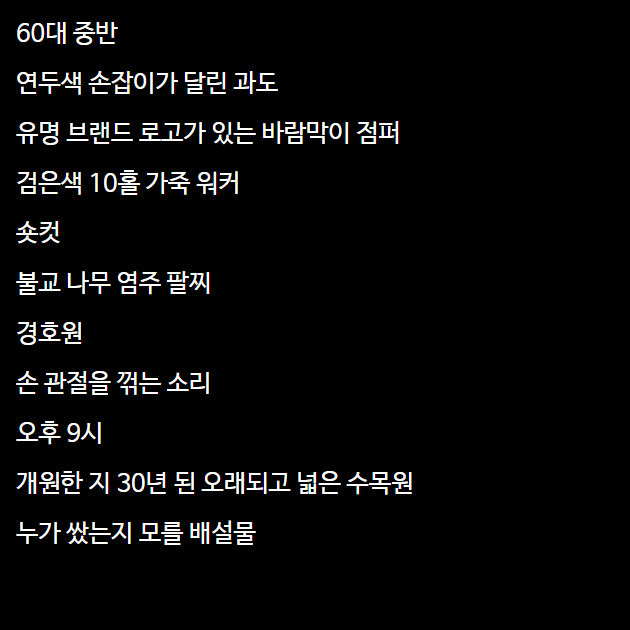 60대 중반
연두색 손잡이가 달린 과도
유명 브랜드 로고가 있는 바람막이 점퍼
검은색 10홀 가죽 워커
숏컷
불교 나무 염주 팔찌
경호원
손 관절을 꺾는 소리
오후 9시
개원한 지 30년 된 오래되고 넓은 수목원
누가 쌌는지 모를 배설물